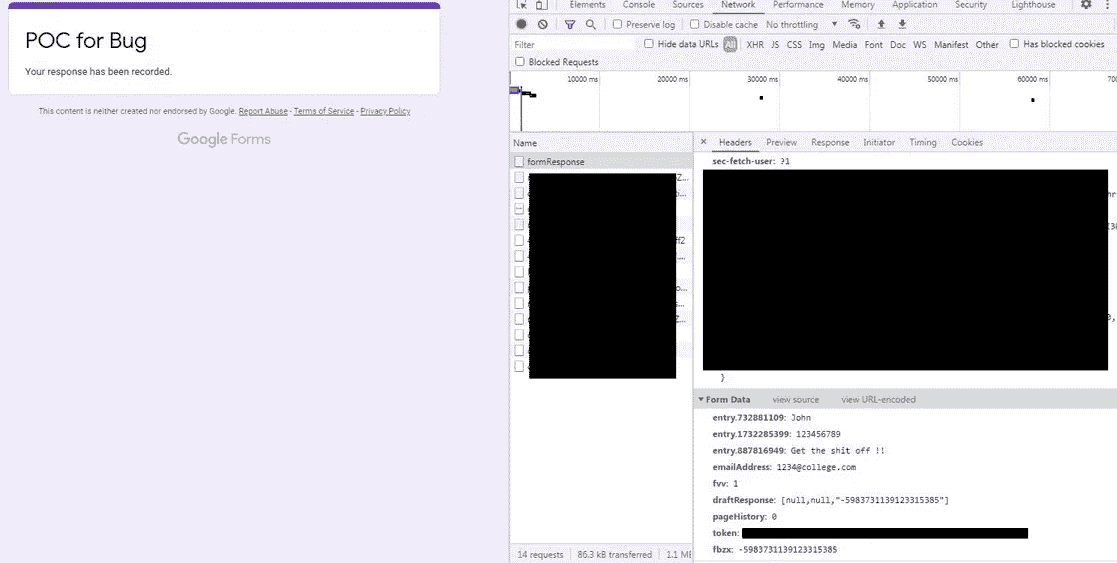 POC for Bug
Your response has been recorded.
This content is neither created nor endorsed by Google. Report Abuse - Terms of Service - Privacy Policy
Google Forms
Elements Console Sources Network Performance Memory Application Security Lighthouse
Preserve log Disable cache No throttling
Filter Hide data URLs All XHR JS CSS Img Media Font Doc WS Manifest Other Has blocked cookies
Blocked Requests
10000 ms 20000 ms 30000 ms 40000 ms 50000 ms 60000 ms
Name
× Headers Preview Response Initiator Timing Cookies
formResponse
sec-fetch-user: ?1
}
Form Data view source view URL-encoded
entry.732881109: John
entry.1732285399: 123456789
entry.887816949: Get the shit off !!
emailAddress: 1234@college.com
fvv: 1
draftResponse: [null,null,"-5983731139123315385"]
pageHistory: 0
token:
fbzx: -5983731139123315385
14 requests 86.3 kB transferred